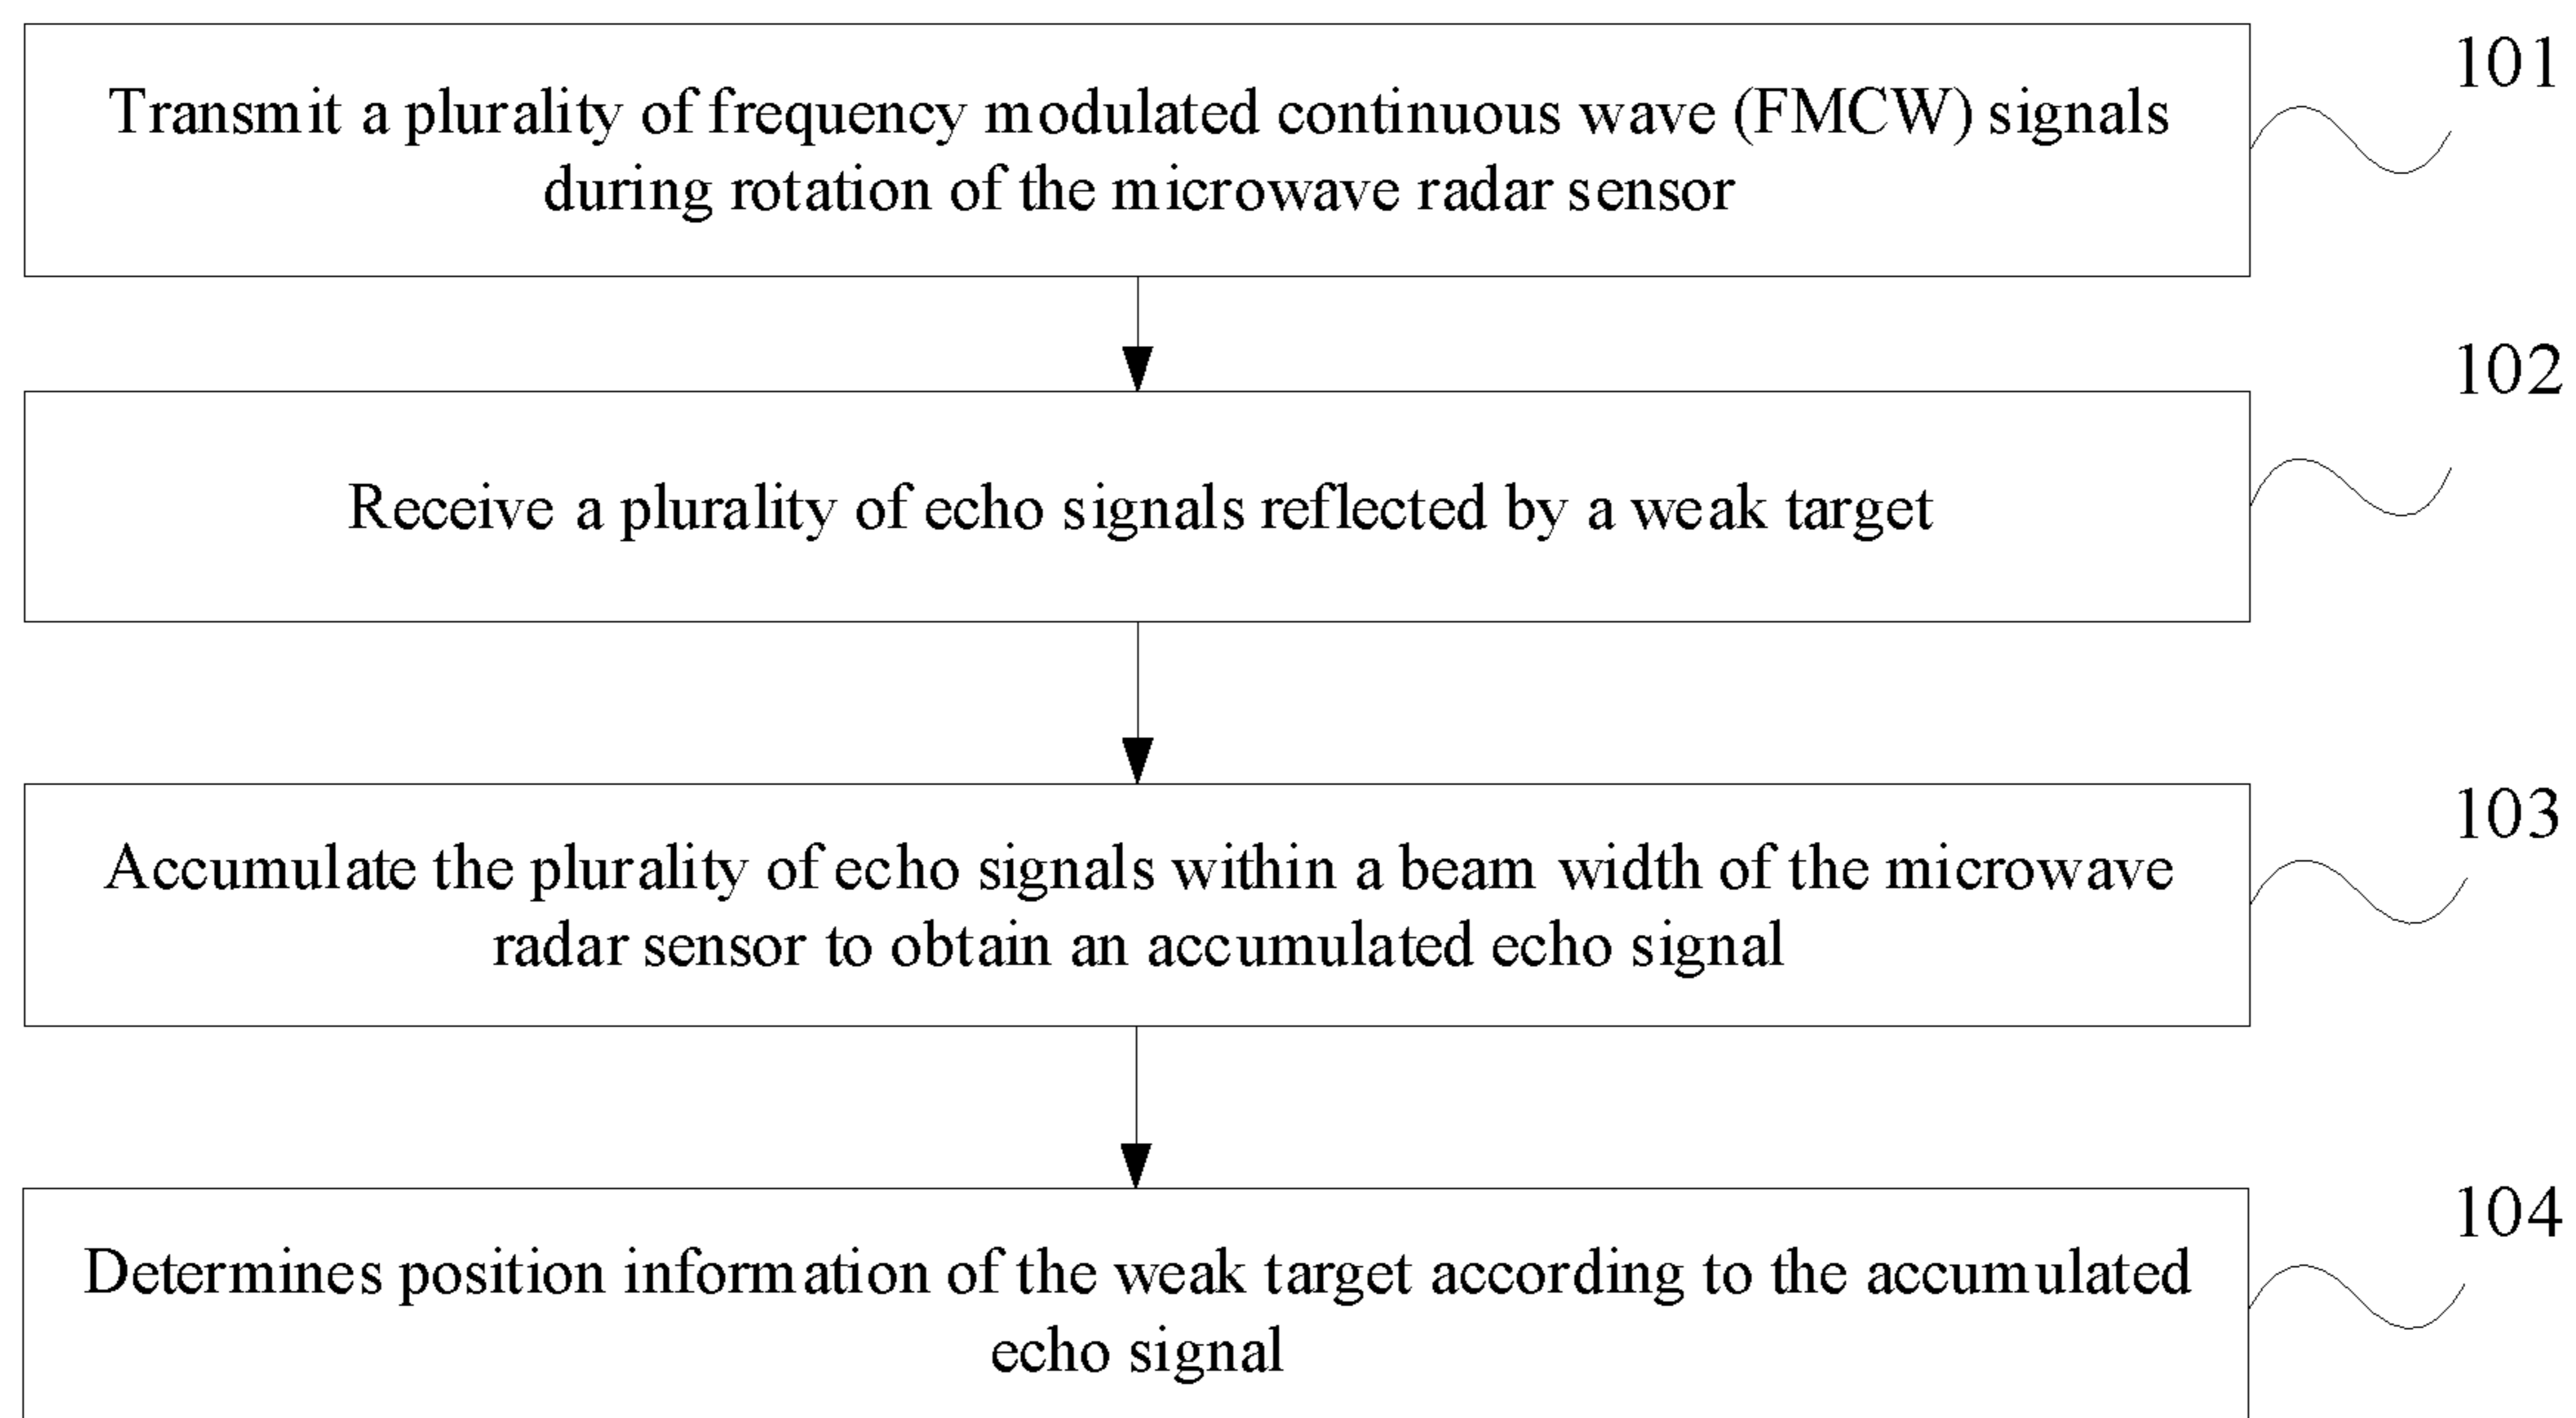 101
Transmit a plurality of frequency modulated continuous wave (FMCW) signals
during rotation of the microwave radar sensor
102
Receive a plurality of echo signals reflected by a weak target
103
Accumulate the plurality of echo signals within a beam width of the microwave
radar sensor to obtain an accumulated echo signal
104
Determines position information of the weak target according to the accumulated
echo signal